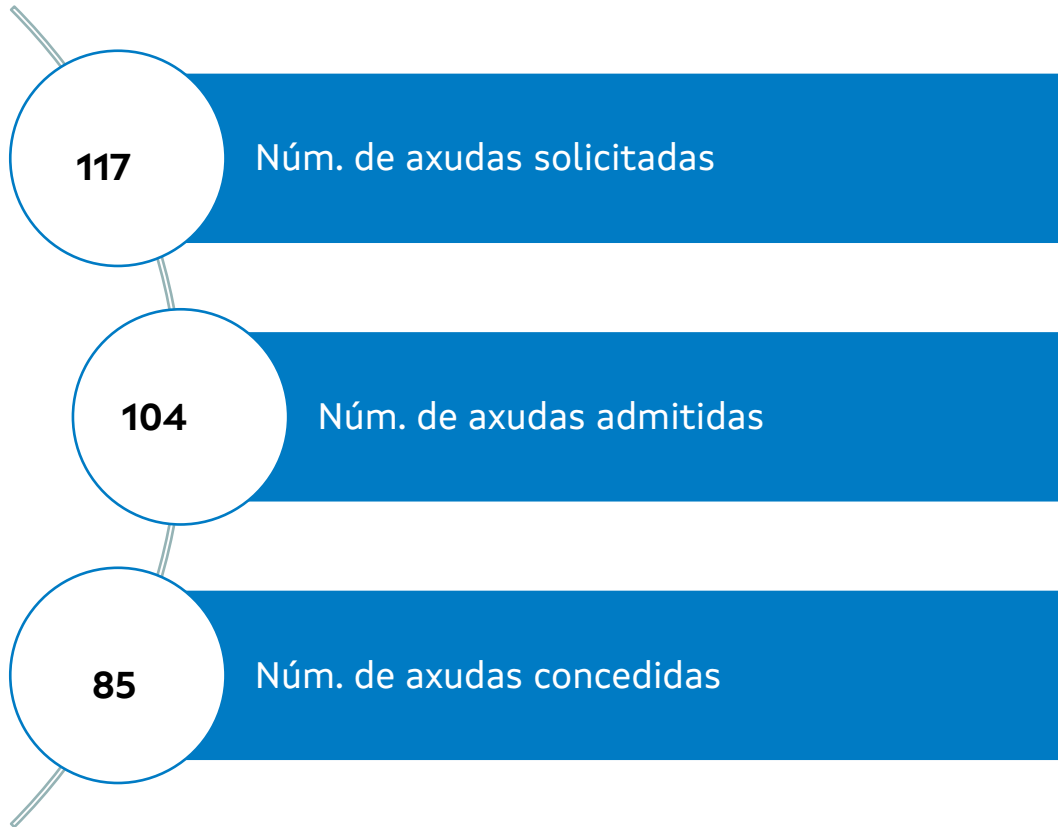 117
Núm. de axudas solicitadas
104
Núm. de axudas admitidas
85
Núm. de axudas concedidas